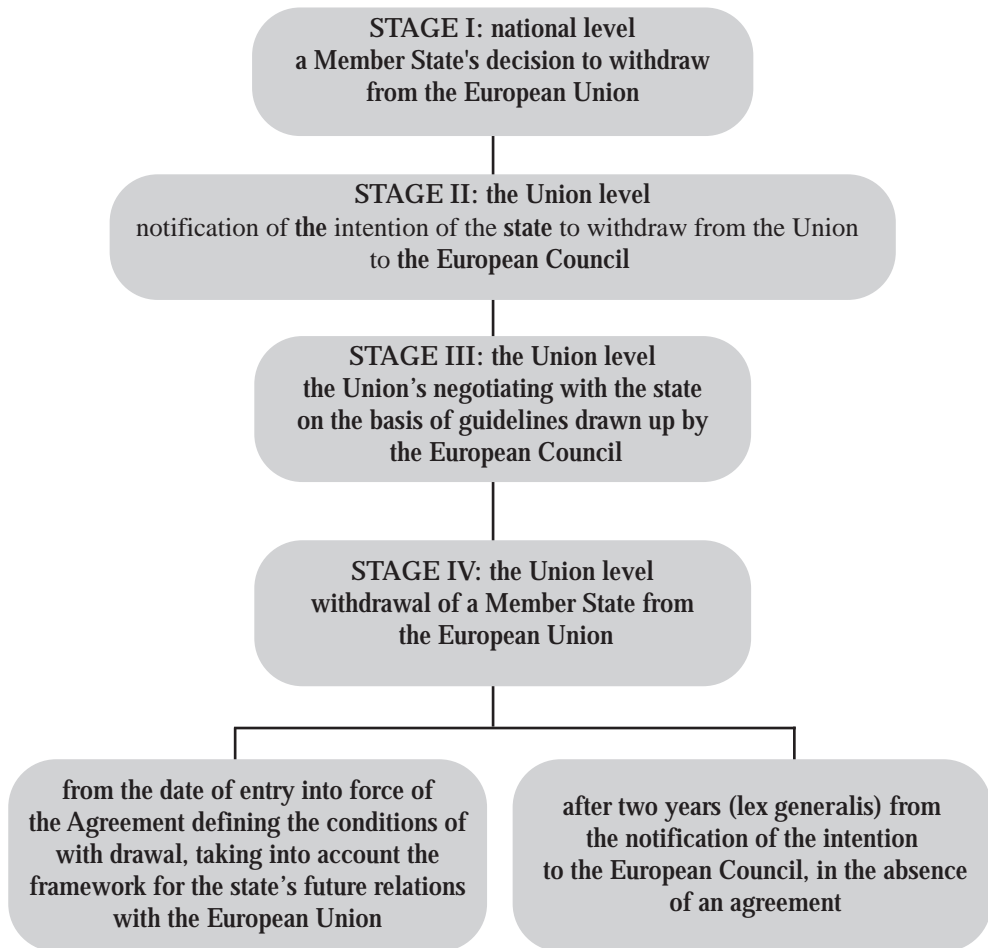 STAGE I: national level
a Member State's decision to withdraw
from the European Union
STAGE II: the Union level
notification of the intention of the state to withdraw from the Union
to the European Council
STAGE III: the Union level
the Union’s negotiating with the state
on the basis of guidelines drawn up by
the European Council
STAGE IV: the Union level
withdrawal of a Member State from
the European Union
from the date of entry into force of
the Agreement defining the conditions of
with drawal, taking into account the
framework for the state’s future relations
with the European Union
after two years (lex generalis) from
the notification of the intention
to the European Council, in the absence
of an agreement